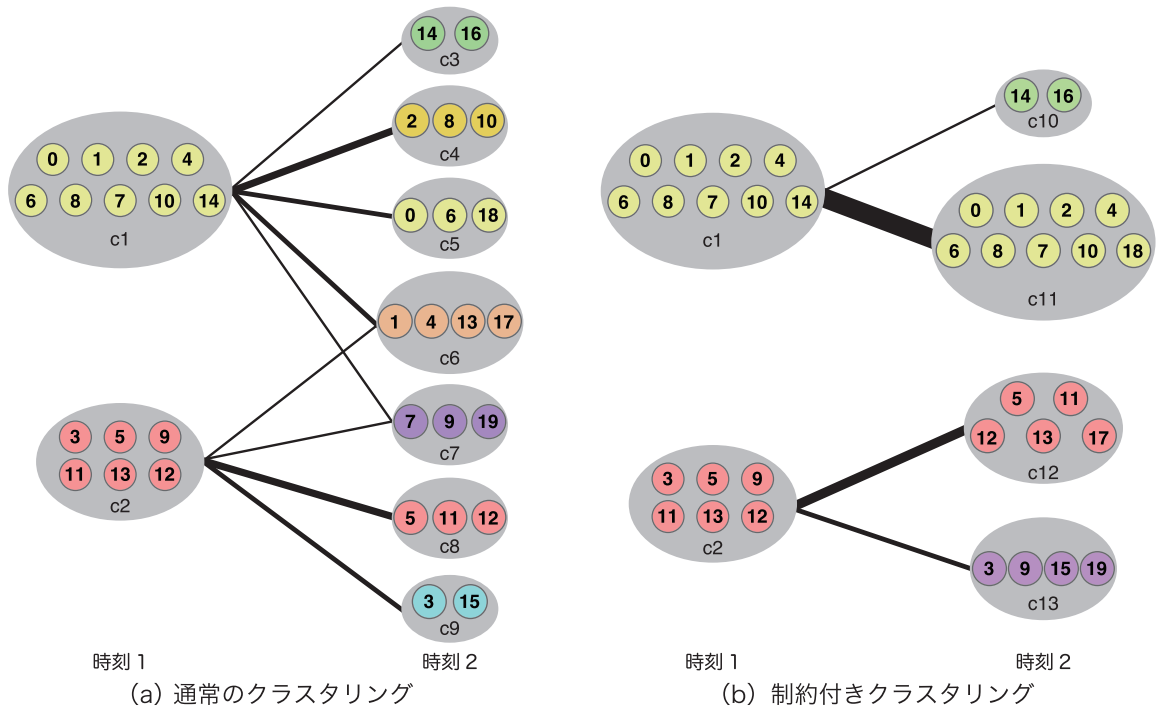 14 16
c3
2 8 10
c4
0 1 2 4
6 8 7 10 14
c1
0 6 18
c5
1 4 13 17
c6
7 9 19
c7
3 5 9
11 13 12
c2
5 11 12
c8
3 15
c9
時刻 1
時刻 2
(a) 通常のクラスタリング
14 16
c10
0 1 2 4
6 8 7 10 14
c1
0 1 2 4
6 8 7 10 18
c11
5 11
12 13 17
c12
3 5 9
11 13 12
c2
3 9 15 19
c13
時刻 1
時刻 2
(b) 制約付きクラスタリング